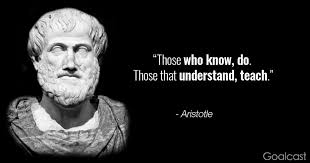 “Those who know, do.
Those that understand, teach.”
- Aristotle
Goalcast